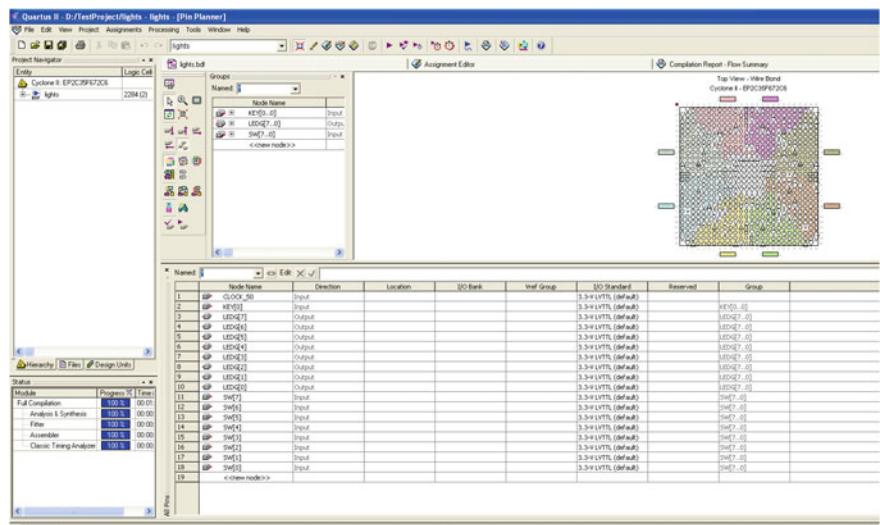 Quartus II - D:/TestProject/lights - lights - [Pin Planner]
File Edit View Project Assignments Processing Tools Window Help
lights
Project Navigator
Entity Logic Cell
Cyclone II: EP2C35F672C6
lights 2284 (2)
Hierarchy Files Design Units
Status
Module Progress % Time
Full Compilation 100 % 00:01
Analysis & Synthesis 100 % 00:00
Fitter 100 % 00:00
Assembler 100 % 00:00
Classic Timing Analyzer 100 % 00:00
lights.bdf Assignment Editor Compilation Report - Flow Summary
Groups
Named:
Node Name
KEY[0..0] Input
LEDG[7..0] Outpu
SW[7..0] Input
<<new node>>
Top View - Wire Bond
Cyclone II - EP2C35F672C6
Named: Edit:
Node Name Direction Location I/O Bank Vref Group I/O Standard Reserved Group
1 CLOCK_50 Input 3.3-V LVTTL (default)
2 KEY[0] Input 3.3-V LVTTL (default) KEY[0..0]
3 LEDG[7] Output 3.3-V LVTTL (default) LEDG[7..0]
4 LEDG[6] Output 3.3-V LVTTL (default) LEDG[7..0]
5 LEDG[5] Output 3.3-V LVTTL (default) LEDG[7..0]
6 LEDG[4] Output 3.3-V LVTTL (default) LEDG[7..0]
7 LEDG[3] Output 3.3-V LVTTL (default) LEDG[7..0]
8 LEDG[2] Output 3.3-V LVTTL (default) LEDG[7..0]
9 LEDG[1] Output 3.3-V LVTTL (default) LEDG[7..0]
10 LEDG[0] Output 3.3-V LVTTL (default) LEDG[7..0]
11 SW[7] Input 3.3-V LVTTL (default) SW[7..0]
12 SW[6] Input 3.3-V LVTTL (default) SW[7..0]
13 SW[5] Input 3.3-V LVTTL (default) SW[7..0]
14 SW[4] Input 3.3-V LVTTL (default) SW[7..0]
15 SW[3] Input 3.3-V LVTTL (default) SW[7..0]
16 SW[2] Input 3.3-V LVTTL (default) SW[7..0]
17 SW[1] Input 3.3-V LVTTL (default) SW[7..0]
18 SW[0] Input 3.3-V LVTTL (default) SW[7..0]
19 <<new node>>
All Pins